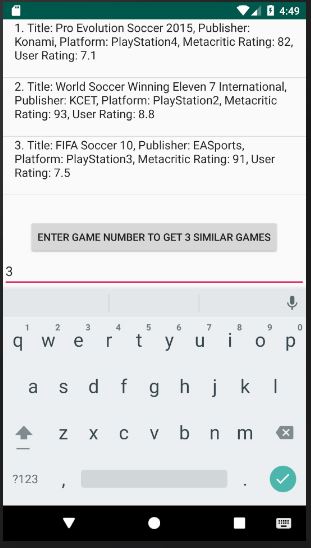 4:49
1. Title: Pro Evolution Soccer 2015, Publisher:
Konami, Platform: PlayStation4, Metacritic Rating: 82,
User Rating: 7.1
2. Title: World Soccer Winning Eleven 7 International,
Publisher: KCET, Platform: PlayStation2, Metacritic
Rating: 93, User Rating: 8.8
3. Title: FIFA Soccer 10, Publisher: EASports,
Platform: PlayStation3, Metacritic Rating: 91, User
Rating: 7.5
ENTER GAME NUMBER TO GET 3 SIMILAR GAMES
3
1 2 3 4 5 6 7 8 9 0
q w e r t y u i o p
a s d f g h j k l
z x c v b n m
?123 , .